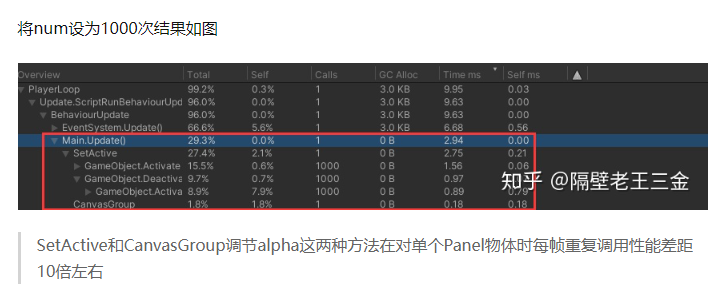 将num设为1000次结果如图
Overview Total Self Calls GC Alloc Time ms Self ms
PlayerLoop 99.2% 0.3% 1 3.0 KB 9.95 0.03
Update.ScriptRunBehaviourUpd 96.0% 0.0% 1 3.0 KB 9.63 0.00
BehaviourUpdate 96.0% 0.0% 1 3.0 KB 9.63 0.00
EventSystem.Update() 66.6% 5.6% 1 3.0 KB 6.68 0.56
Main.Update() 29.3% 0.0% 1 0 B 2.94 0.00
SetActive 27.4% 2.1% 1 0 B 2.75 0.21
GameObject.Activate 15.5% 0.6% 1000 0 B 1.56 0.06
GameObject.Deactiva 9.7% 0.7% 1000 0 B 0.97
GameObject.Activa 8.9% 7.9% 1000 0 B 0.89 0.79
CanvasGroup 1.8% 1.8% 1 0 B 0.18 0.18
知乎 @隔壁老王三金
SetActive和CanvasGroup调节alpha这两种方法在对单个Panel物体时每帧重复调用性能差距
10倍左右